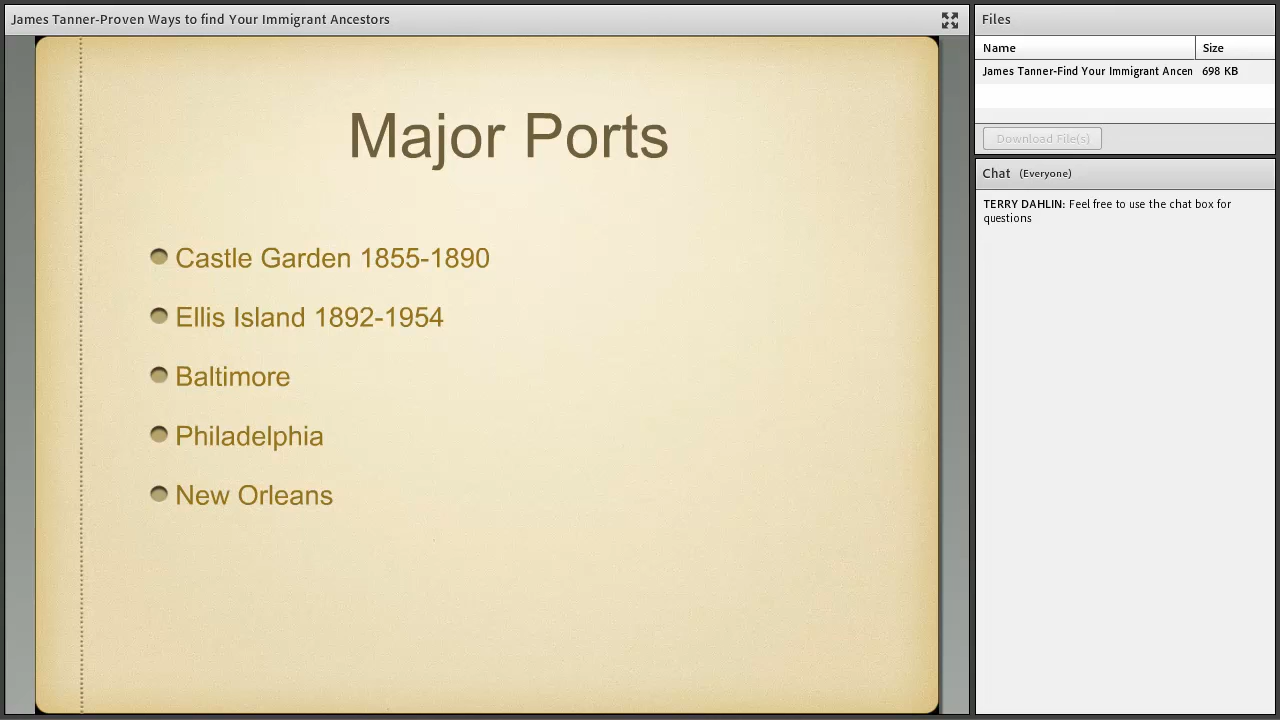 James Tanner-Proven Ways to find Your Immigrant Ancestors
Major Ports
Castle Garden 1855-1890
Ellis Island 1892-1954
Baltimore
Philadelphia
New Orleans
Files
Name Size
James Tanner-Find Your Immigrant Ancen 698 KB
Download File(s)
Chat (Everyone)
TERRY DAHLIN: Feel free to use the chat box for
questions